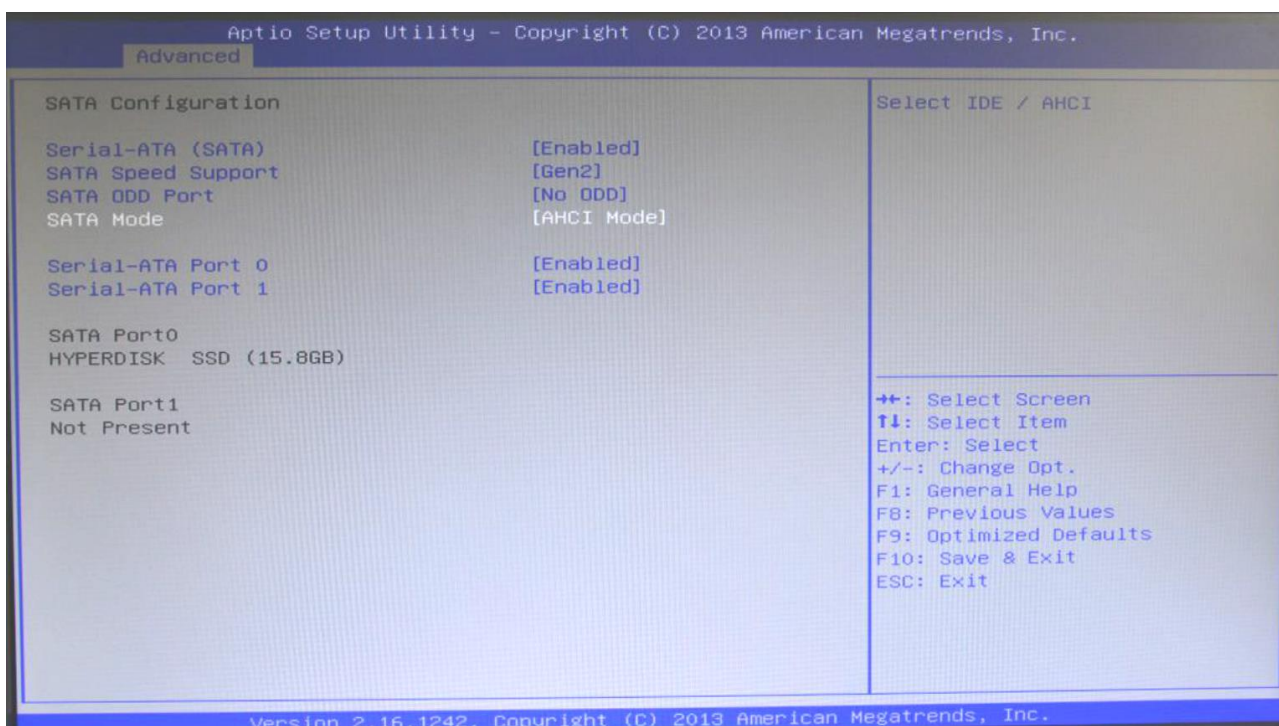 Aptio Setup Utility – Copyright (C) 2013 American Megatrends, Inc.
Advanced
SATA Configuration
Serial-ATA (SATA) [Enabled]
SATA Speed Support [Gen2]
SATA ODD Port [No ODD]
SATA Mode [AHCI Mode]
Serial-ATA Port 0 [Enabled]
Serial-ATA Port 1 [Enabled]
SATA Port0
HYPERDISK SSD (15.8GB)
SATA Port1
Not Present
Select IDE / AHCI
→←: Select Screen
↑↓: Select Item
Enter: Select
+/-: Change Opt.
F1: General Help
F8: Previous Values
F9: Optimized Defaults
F10: Save & Exit
ESC: Exit
Version 2.16.1242. Copyright (C) 2013 American Megatrends, Inc.